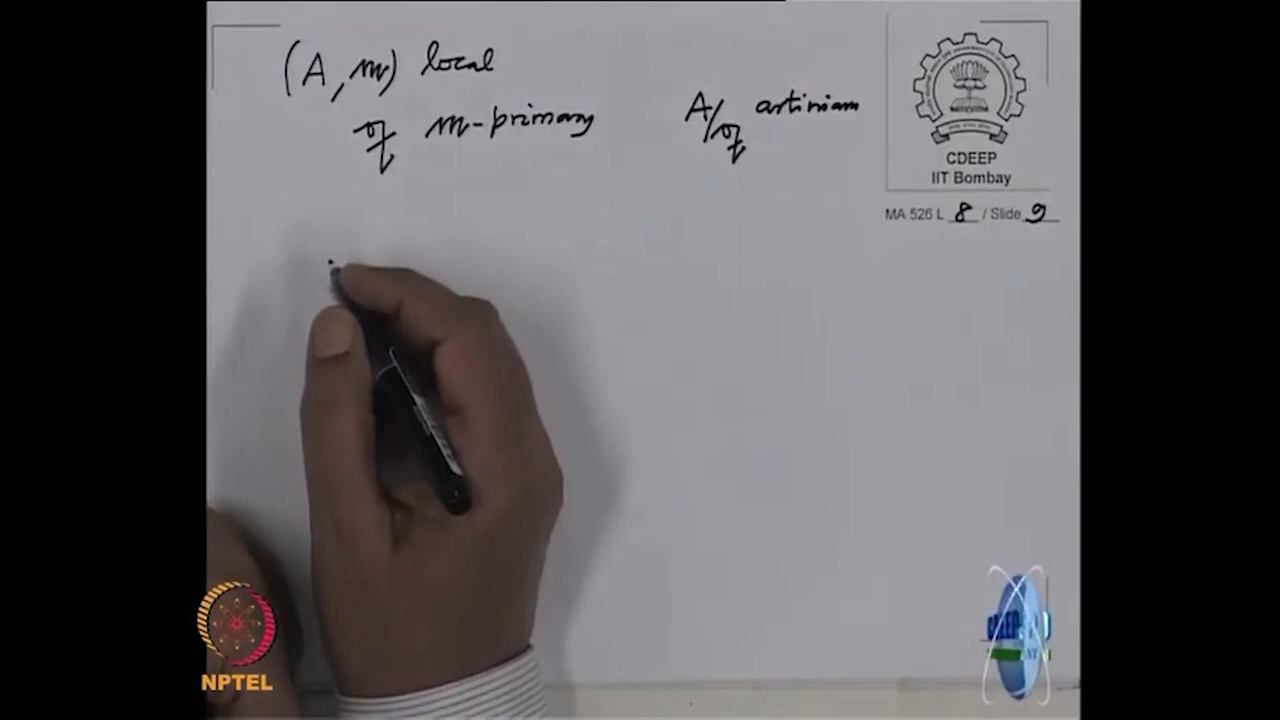 (A, m) local
q m-primary
A/q artinian
CDEEP
IIT Bombay
MA 526 L 8 / Slide 9
NPTEL